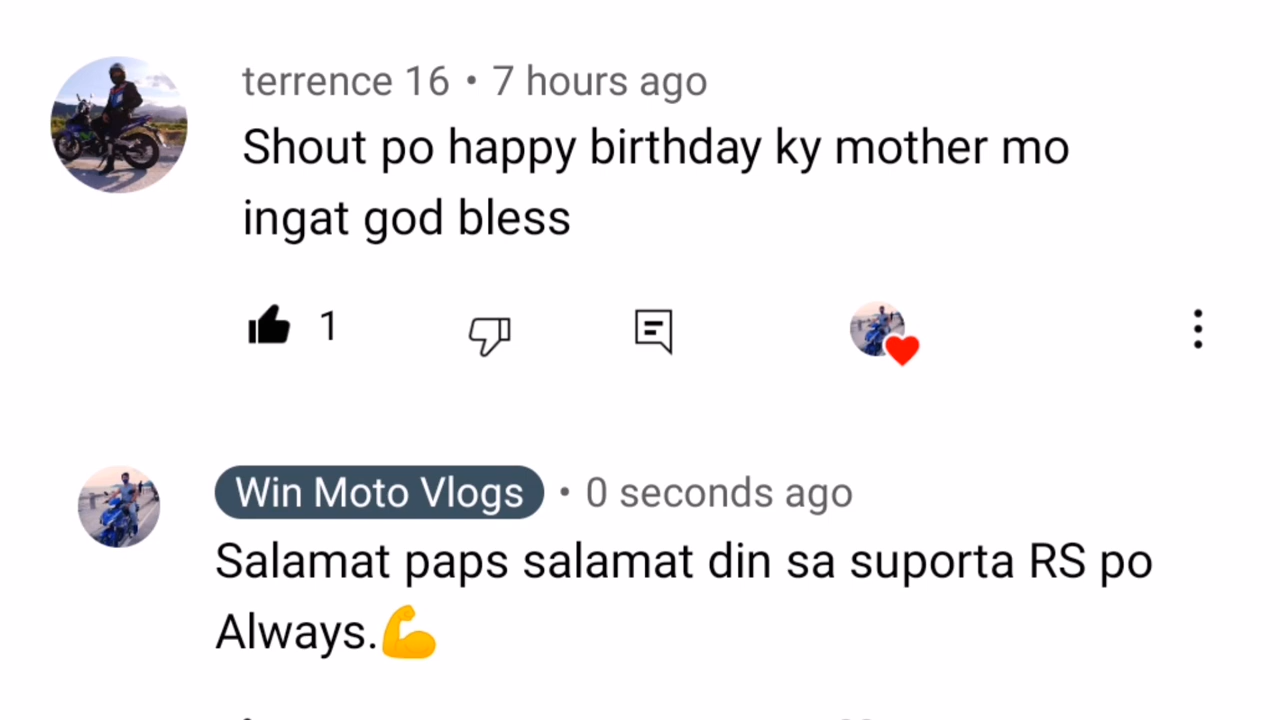 terrence 16 • 7 hours ago
Shout po happy birthday ky mother mo
ingat god bless
1
Win Moto Vlogs • 0 seconds ago
Salamat paps salamat din sa suporta RS po
Always.💪